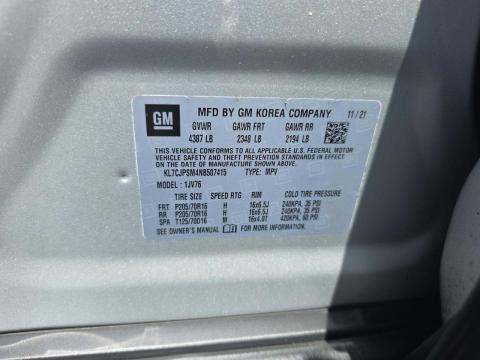 GM
MFD BY GM KOREA COMPANY 11/21
GVWR GAWR FRT GAWR RR
4387 LB 2348 LB 2194 LB
THIS VEHICLE CONFORMS TO ALL APPLICABLE U.S. FEDERAL MOTOR
VEHICLE SAFETY, BUMPER, AND THEFT PREVENTION STANDARDS IN
EFFECT ON THE DATE OF MANUFACTURE SHOWN ABOVE.
KL7CJPSM4NB507415 TYPE: MPV
MODEL: 1JV76
TIRE SIZE SPEED RTG RIM COLD TIRE PRESSURE
FRT P205/70R16 H 16x6.5J 240KPA, 35 PSI
RR P205/70R16 H 16x6.5J 240KPA, 35 PSI
SPA T125/70D16 M 16x4.0T 420KPA, 60 PSI
SEE OWNER'S MANUAL FOR MORE INFORMATION.